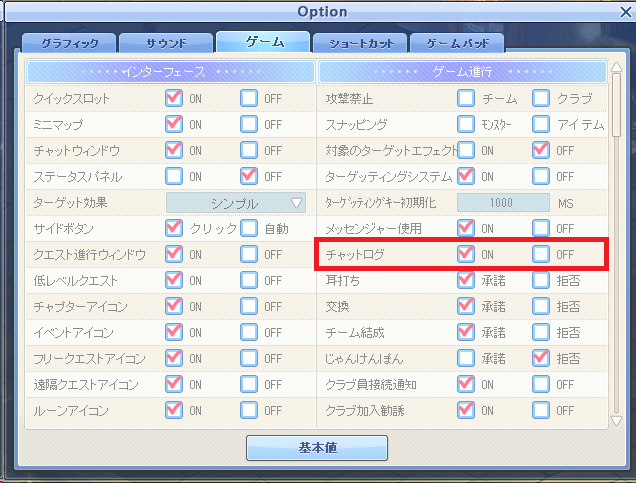 Option
グラフィック サウンド ゲーム ショートカット ゲームパッド
インターフェース
クイックスロット ON OFF
ミニマップ ON OFF
チャットウィンドウ ON OFF
ステータスパネル ON OFF
ターゲット効果 シンプル
サイドボタン クリック 自動
クエスト進行ウィンドウ ON OFF
低レベルクエスト ON OFF
チャプターアイコン ON OFF
イベントアイコン ON OFF
フリークエストアイコン ON OFF
遠隔クエストアイコン ON OFF
ルーンアイコン ON OFF
ゲーム進行
攻撃禁止 チーム クラブ
スナッピング モンスター アイテム
対象のターゲットエフェクト ON OFF
ターゲッティングシステム ON OFF
ターゲッティングキー初期化 1000 MS
メッセンジャー使用 ON OFF
チャットログ ON OFF
耳打ち 承諾 拒否
交換 承諾 拒否
チーム結成 承諾 拒否
じゃんけんぽん 承諾 拒否
クラブ員接続通知 ON OFF
クラブ加入勧誘 ON OFF
基本値